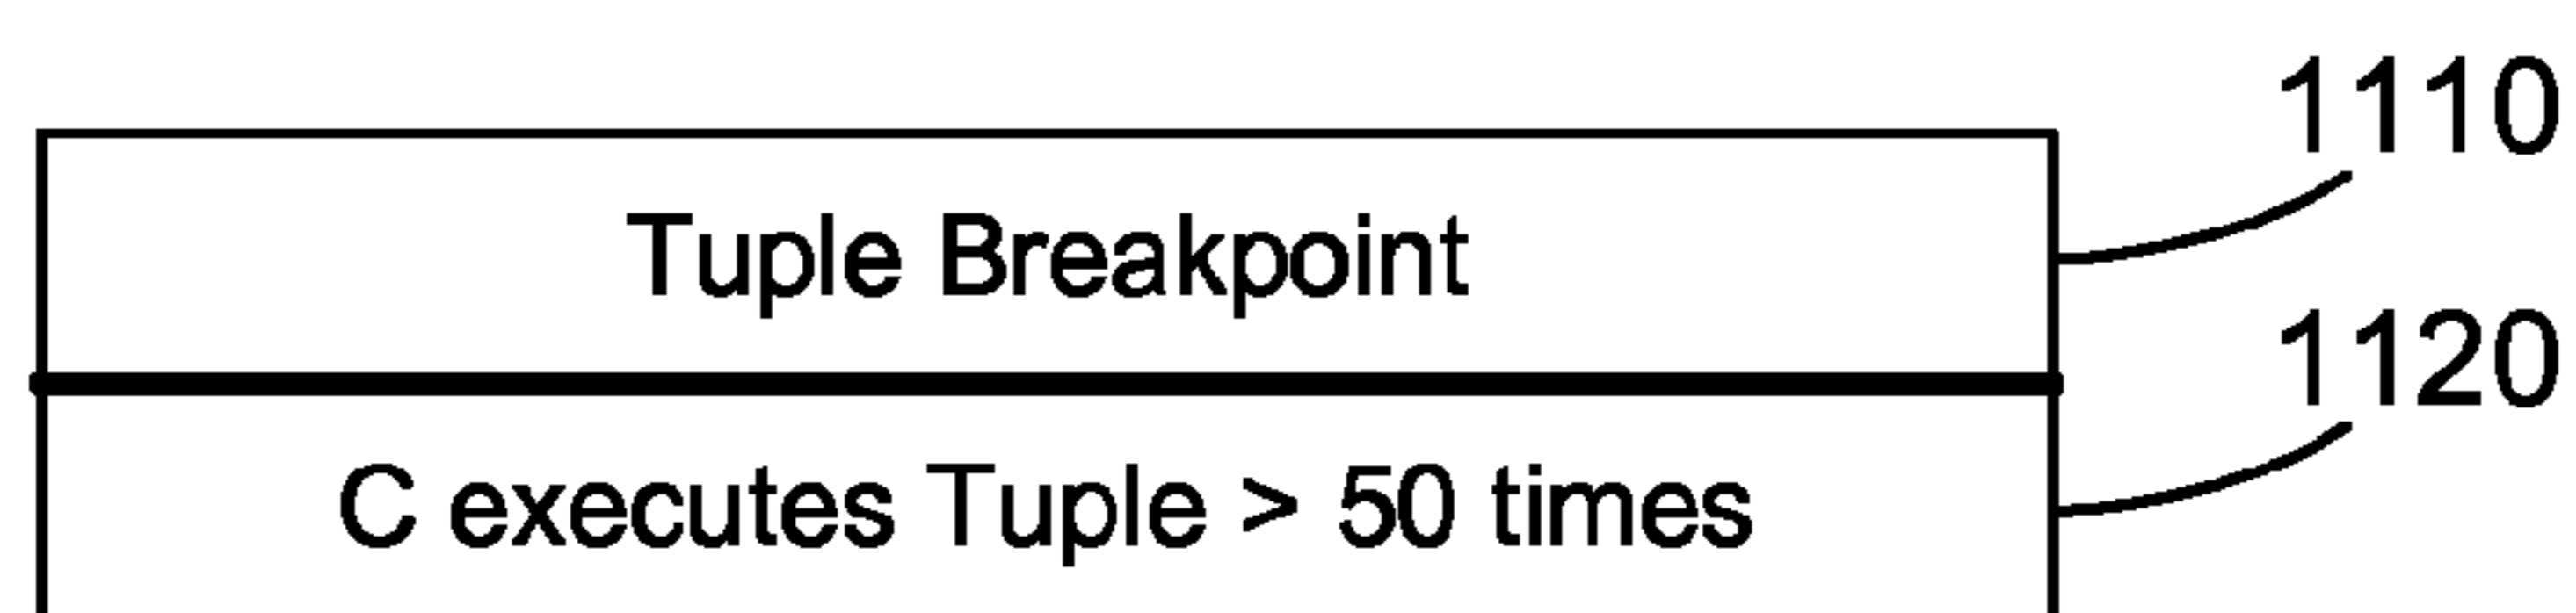 1110
Tuple Breakpoint
1120
C executes Tuple > 50 times